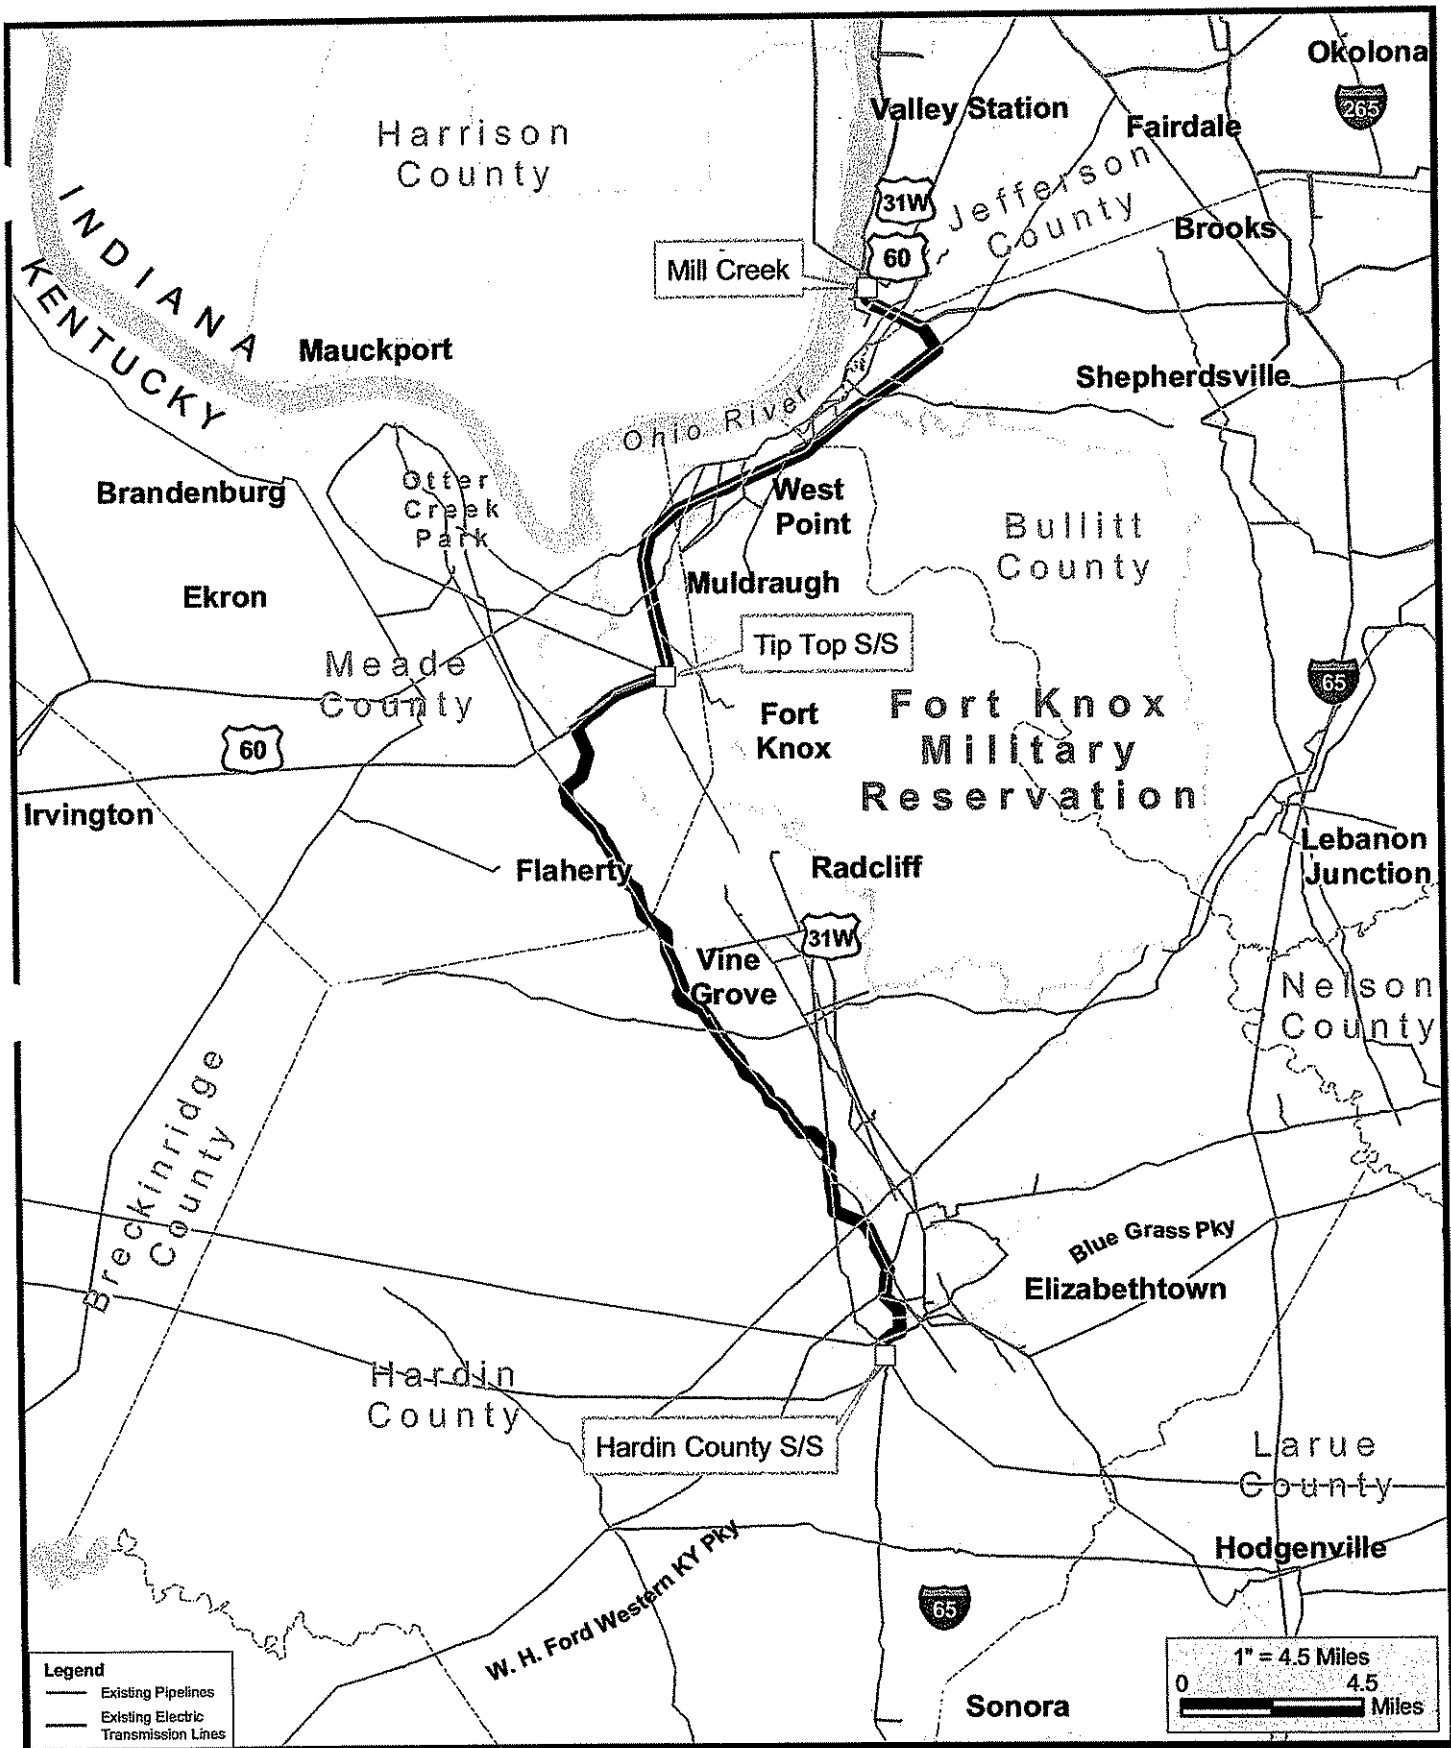 Okolona
265
Valley Station
Fairdale
Harrison
County
Jefferson
County
31W
60
Brooks
INDIANA
KENTUCKY
Mill Creek
Mauckport
Shepherdsville
Ohio River
Brandenburg
Otter
Creek
Park
West
Point
Bullitt
County
Ekron
Muldraugh
Tip Top S/S
Meade
County
65
60
Fort
Knox
Fort Knox
Military
Reservation
Irvington
Flaherty
Radcliff
Lebanon
Junction
31W
Vine
Grove
Nelson
County
Breckinridge
County
Blue Grass Pky
Elizabethtown
Hardin
County
Hardin County S/S
Larue
County
Hodgenville
W. H. Ford Western KY Pky
65
Sonora
Legend
Existing Pipelines
Existing Electric
Transmission Lines
1" = 4.5 Miles
0 4.5
Miles